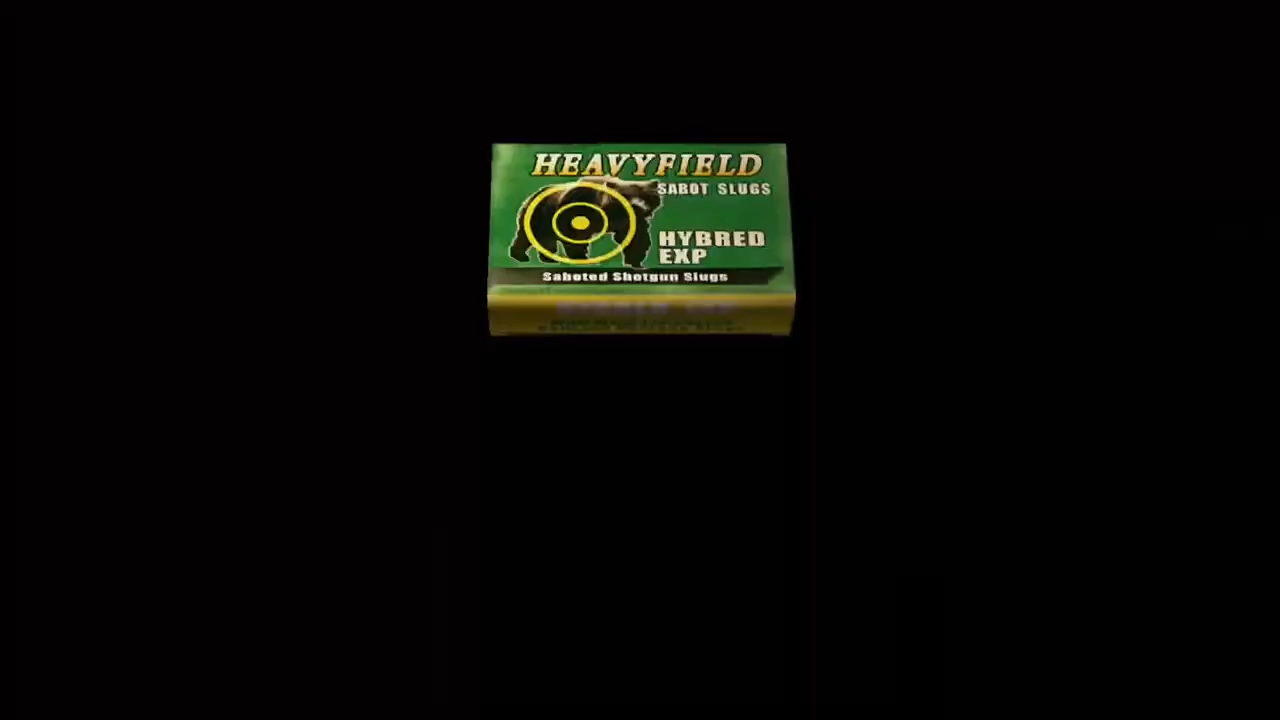 HEAVYFIELD
SABOT SLUGS
HYBRED
EXP
Saboted Shotgun Slugs